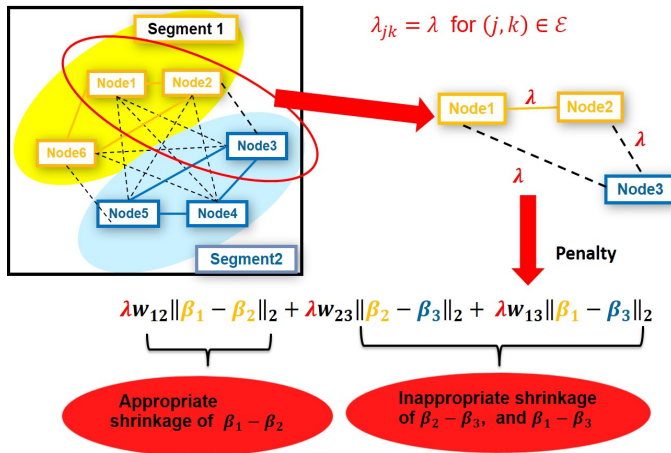 Segment 1
λ_{jk} = λ for (j, k) ∈ ℰ
Node1
Node2
Node3
Node6
Node5
Node4
Segment2
Node1
λ
Node2
λ
Node3
λ
Penalty
λw₁₂‖β₁ − β₂‖₂ + λw₂₃‖β₂ − β₃‖₂ + λw₁₃‖β₁ − β₃‖₂
Appropriate
shrinkage of β₁ − β₂
Inappropriate shrinkage
of β₂ − β₃, and β₁ − β₃